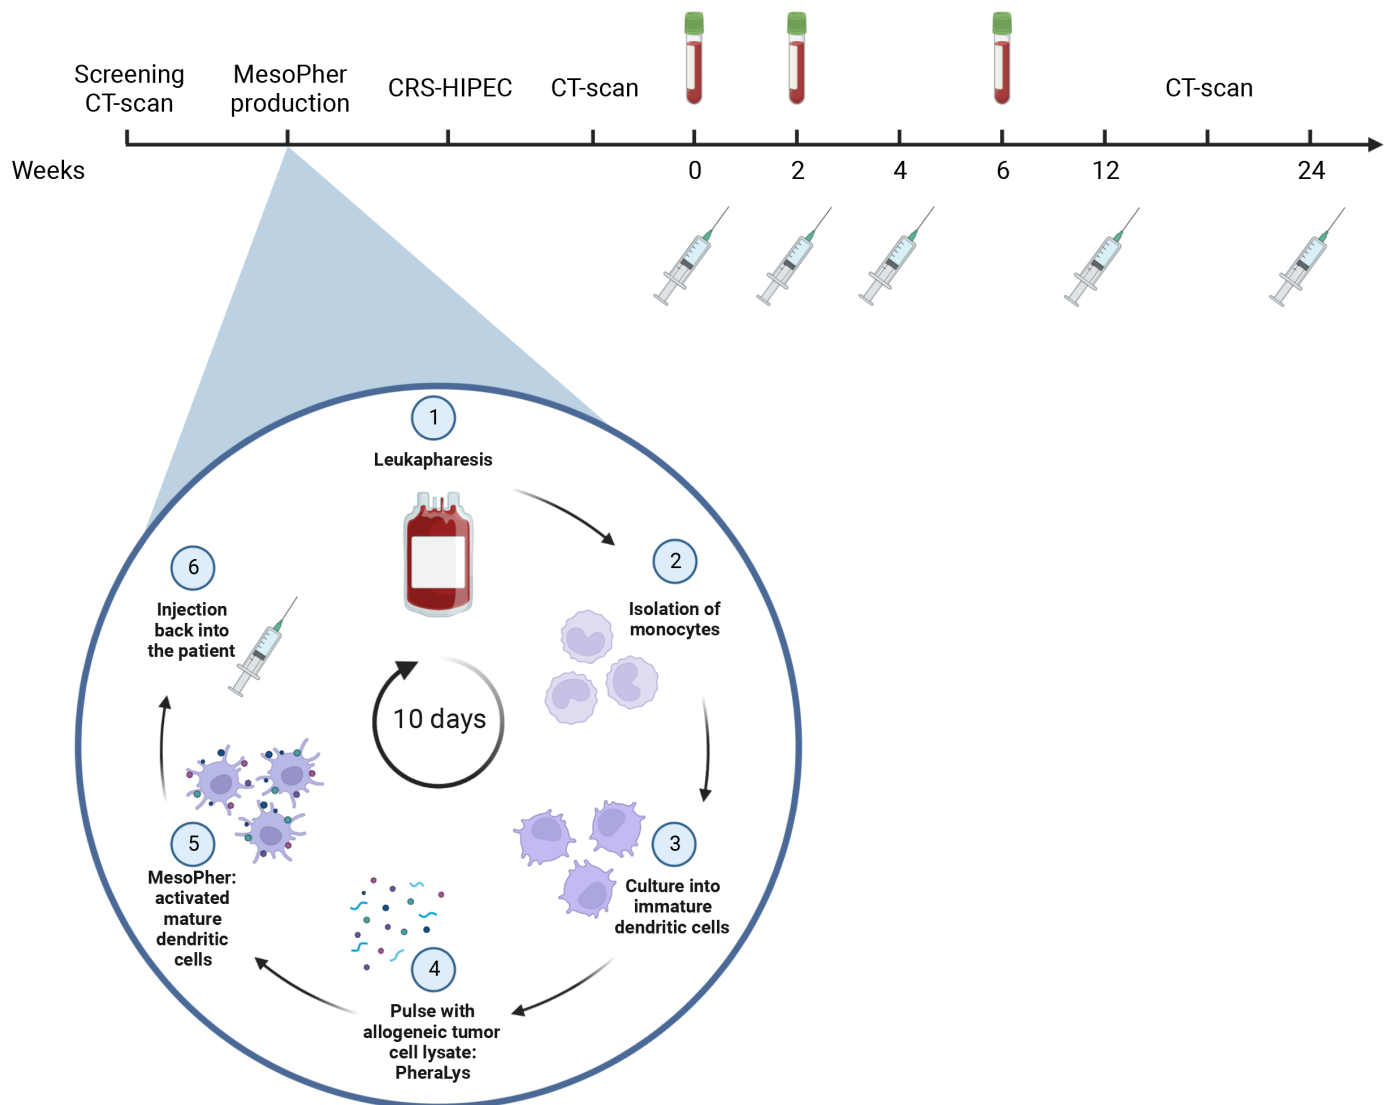 Screening
CT-scan
MesoPher
production
CRS-HIPEC
CT-scan
CT-scan
Weeks
0
2
4
6
12
24
1
Leukapharesis
2
Isolation of
monocytes
3
Culture into
immature
dendritic cells
4
Pulse with
allogeneic tumor
cell lysate:
PheraLys
5
MesoPher:
activated
mature
dendritic
cells
6
Injection
back into
the patient
10 days